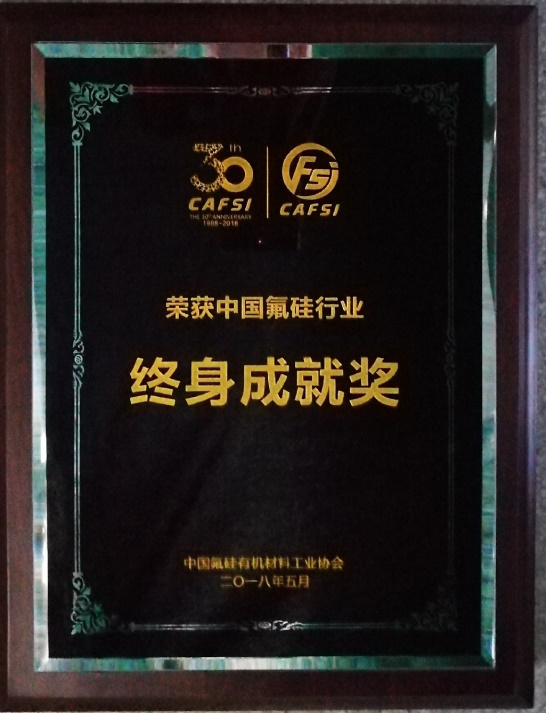 30th
CAFSI
THE 30TH ANNIVERSARY
1988-2018
FSi
CAFSI
荣获中国氟硅行业
终身成就奖
中国氟硅有机材料工业协会
二〇一八年五月